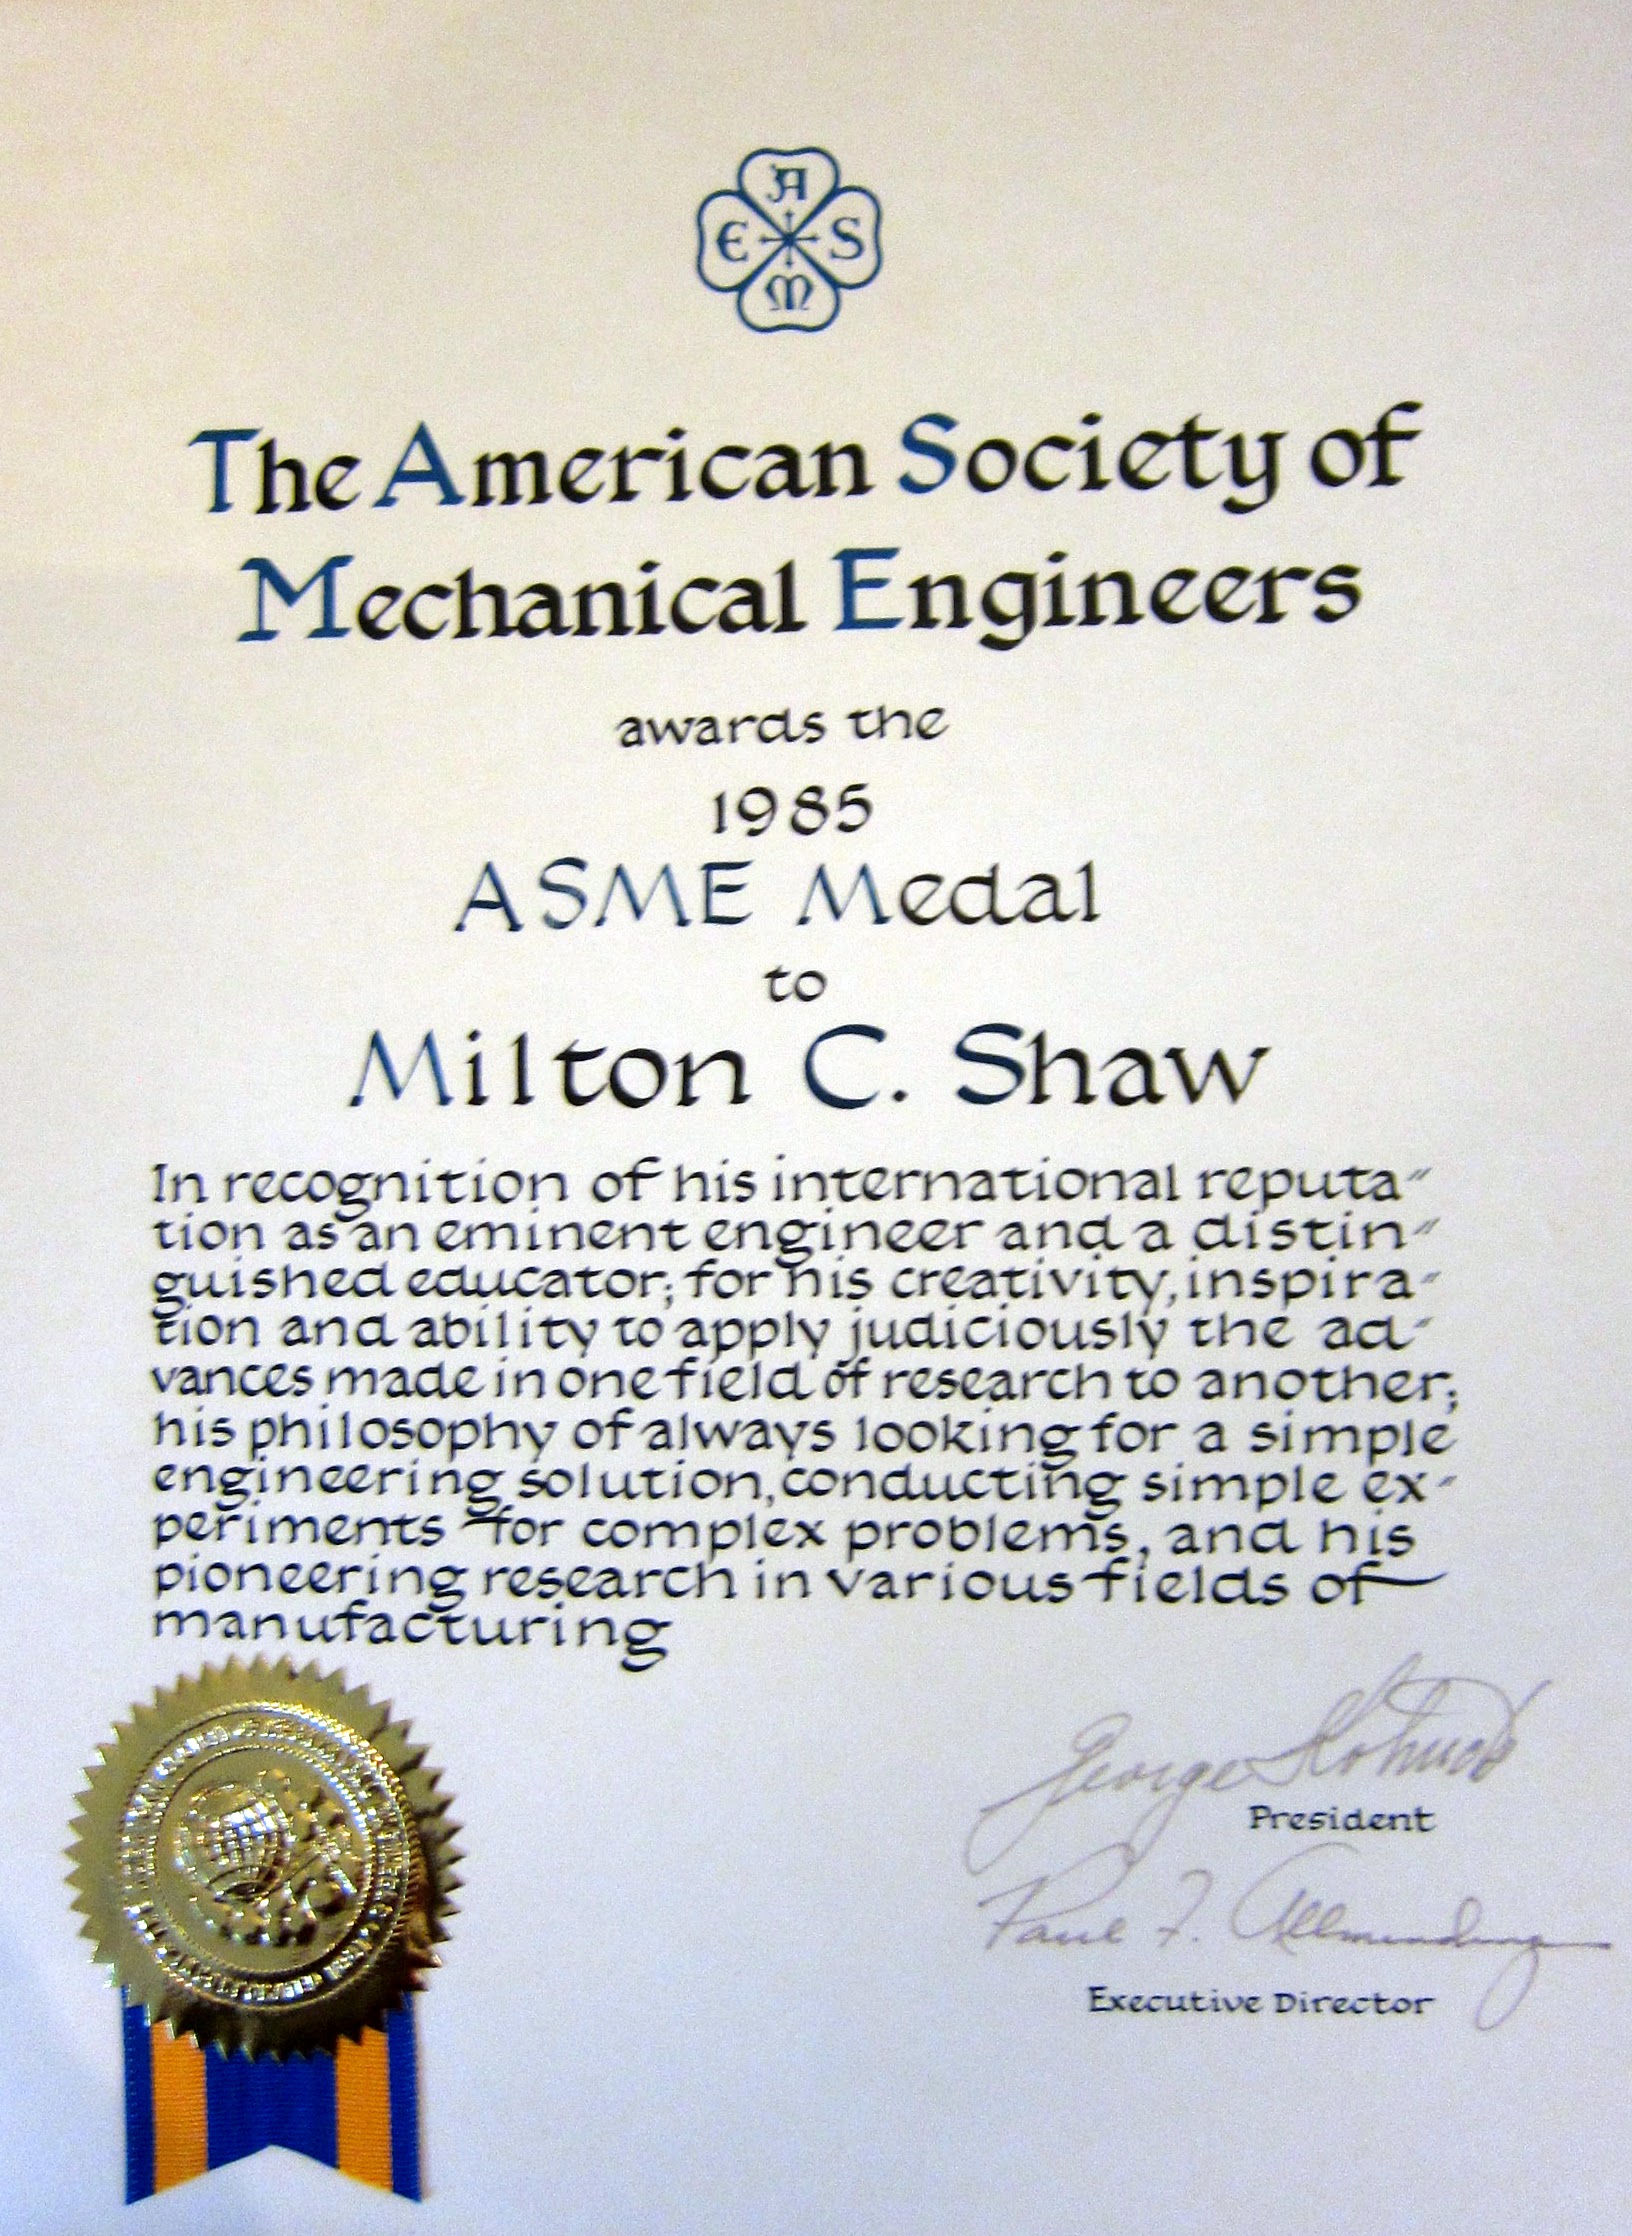 A
E S
M
The American Society of
Mechanical Engineers
awards the
1985
ASME Medal
to
Milton C. Shaw
In recognition of his international reputa-
tion as an eminent engineer and a distin-
guished educator; for his creativity, inspira-
tion and ability to apply judiciously the ad-
vances made in one field of research to another;
his philosophy of always looking for a simple
engineering solution, conducting simple ex-
periments for complex problems, and his
pioneering research in various fields of
manufacturing
George
President
Paul F. Allmendinger
Executive Director